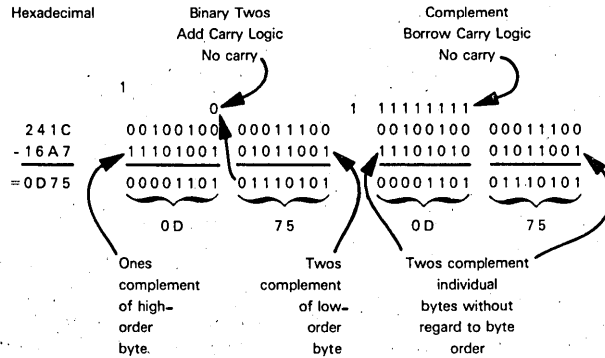 Hexadecimal Binary Twos Complement
Add Carry Logic Borrow Carry Logic
No carry No carry
1
0 1 11111111
241C 00100100 00011100 00100100 00011100
-16A7 11101001 01011001 11101010 01011001
=0D75 00001101 01110101 00001101 01110101
0D 75 0D 75
Ones Twos Twos complement
complement complement individual
of high- of low- bytes without
order order regard to byte
byte. byte order